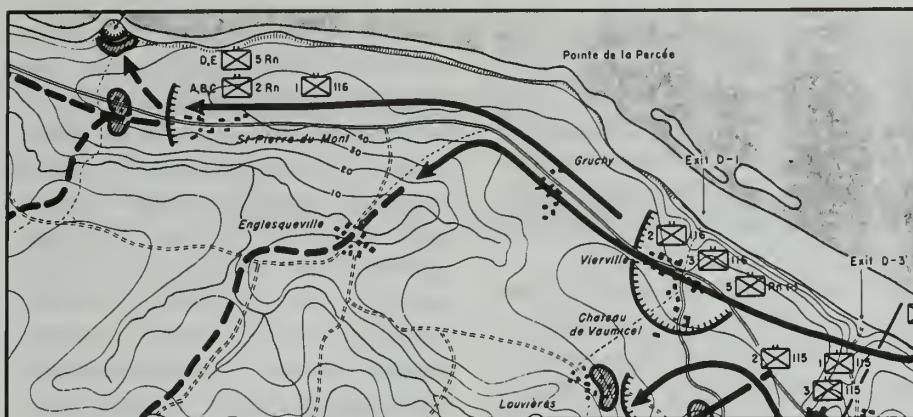 D,E 5 Rn
Pointe de la Percée
A,B,C 2 Rn
1 116
St Pierre du Mont
30
20
10
Gruchy
Exit D-1
Englesqueville
2 116
Vierville
3 116
Exit D-3
5 Rn (-)
Chateau
de Vaumicel
2 115
1 115
3 115
Louvières